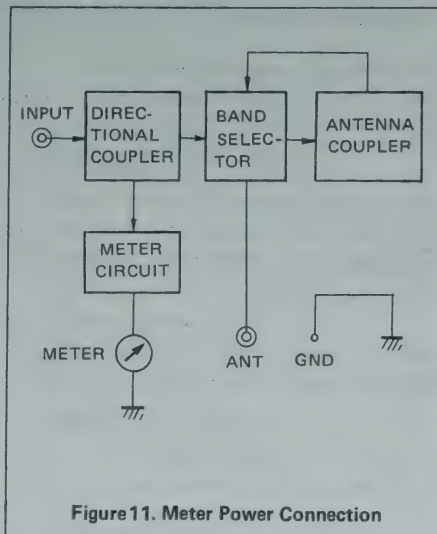 INPUT
DIREC-
TIONAL
COUPLER
BAND
SELEC-
TOR
ANTENNA
COUPLER
METER
CIRCUIT
METER
ANT
GND
Figure 11. Meter Power Connection